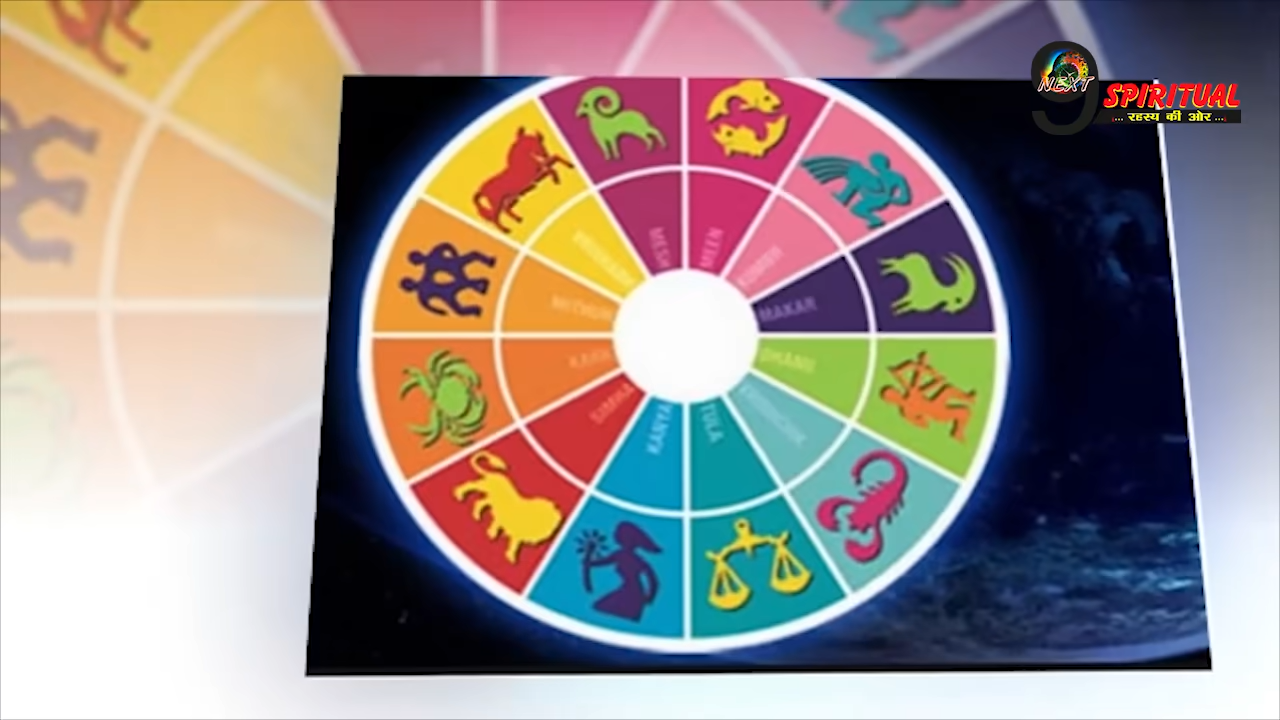 NEXT
9
SPIRITUAL
... रहस्य की ओर ...
MESH
MEEN
KUMBH
MAKAR
DHANU
TULA
KANYA
SIMHA
KARK
MITHUN